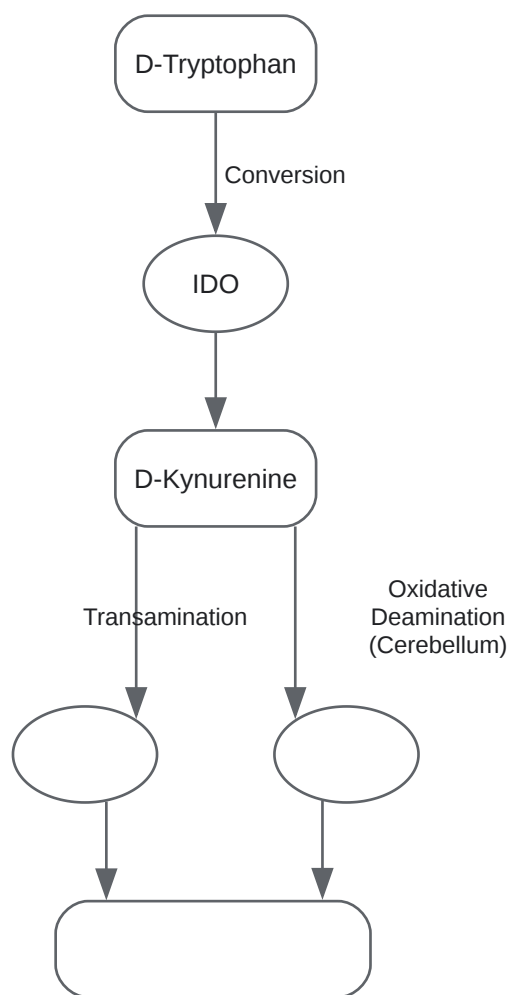 D-Tryptophan
Conversion
IDO
D-Kynurenine
Transamination
Oxidative
Deamination
(Cerebellum)